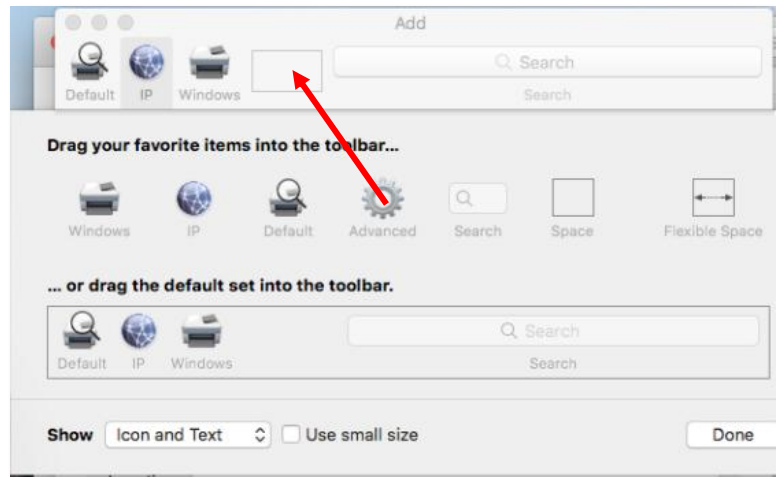 Add
Search
Default IP Windows Search
Drag your favorite items into the toolbar...
Windows IP Default Advanced Search Space Flexible Space
... or drag the default set into the toolbar.
Search
Default IP Windows Search
Show Icon and Text Use small size Done